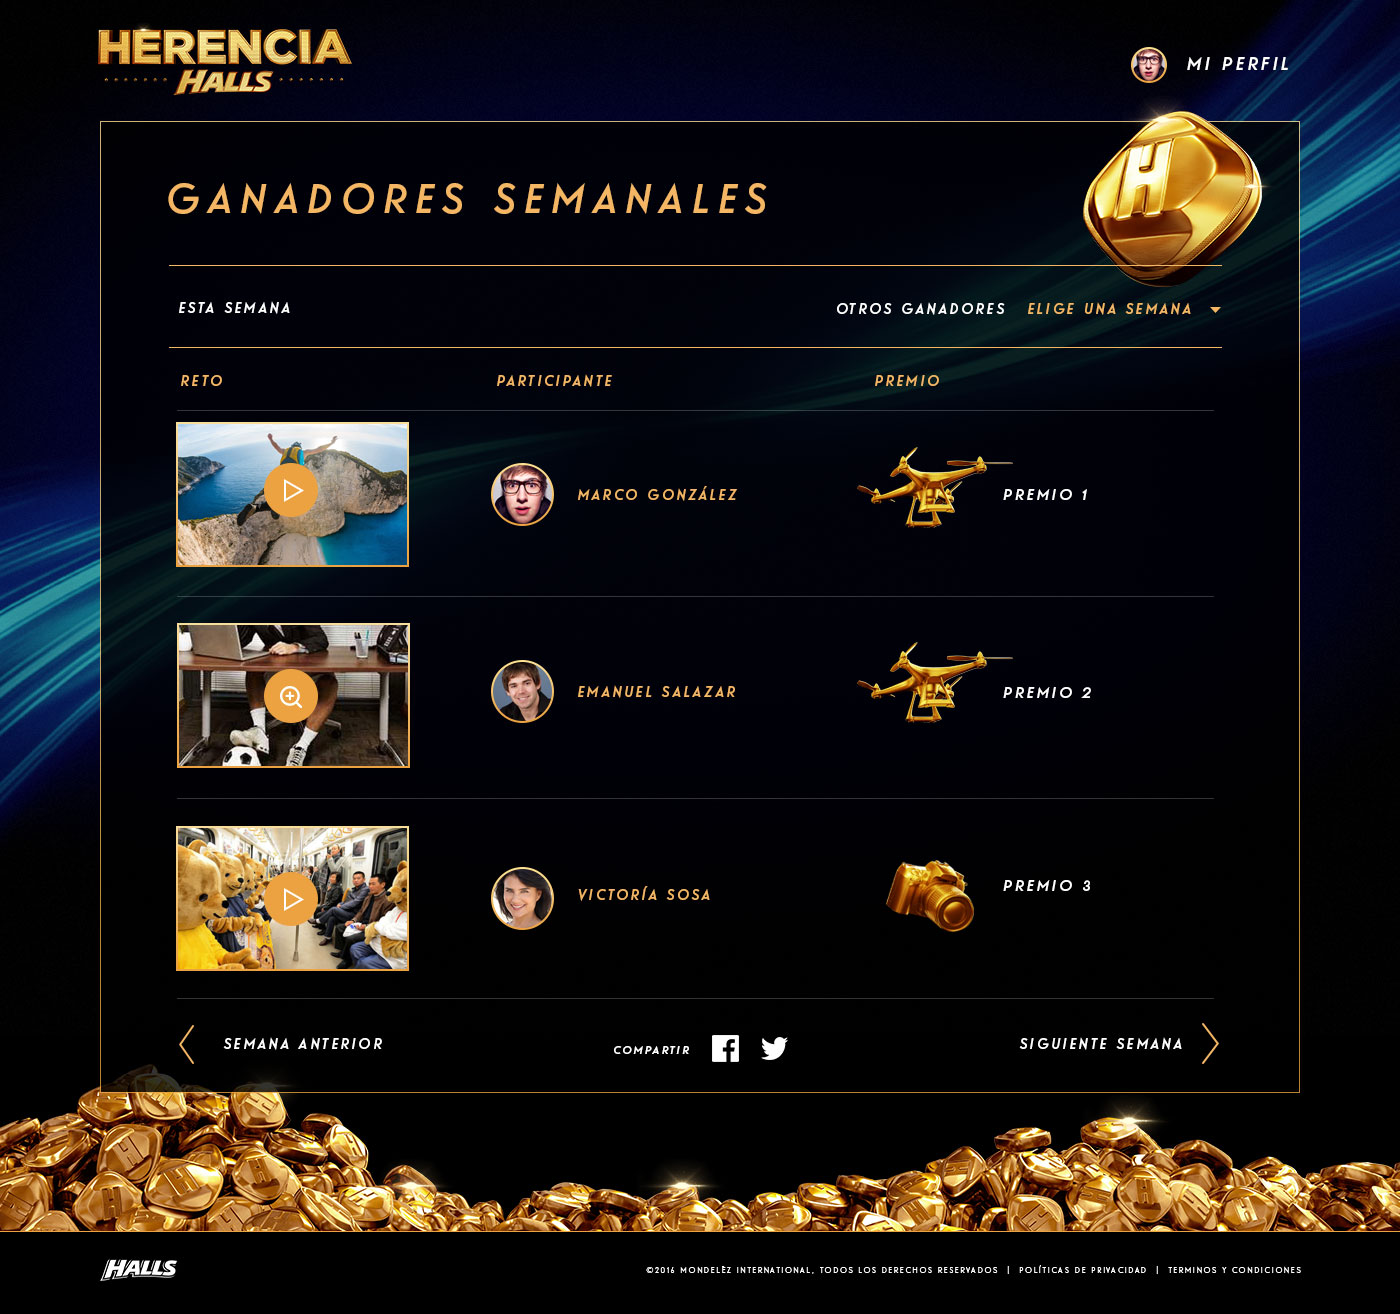 HERENCIA
HALLS
MI PERFIL
H
GANADORES SEMANALES
ESTA SEMANA
OTROS GANADORES ELIGE UNA SEMANA
RETO PARTICIPANTE PREMIO
MARCO GONZÁLEZ PREMIO 1
EMANUEL SALAZAR PREMIO 2
VICTORÍA SOSA PREMIO 3
SEMANA ANTERIOR COMPARTIR SIGUIENTE SEMANA
HALLS
©2016 MONDELĒZ INTERNATIONAL, TODOS LOS DERECHOS RESERVADOS | POLÍTICAS DE PRIVACIDAD | TERMINOS Y CONDICIONES